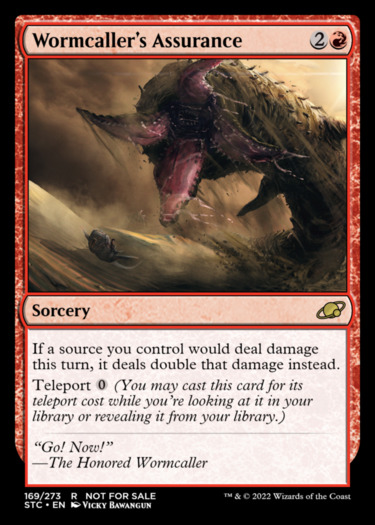 Wormcaller's Assurance 2
Sorcery
If a source you control would deal damage
this turn, it deals double that damage instead.
Teleport 0 (You may cast this card for its
teleport cost while you're looking at it in your
library or revealing it from your library.)
“Go! Now!”
—The Honored Wormcaller
169/273 R NOT FOR SALE
STC • EN Vicky Bawangun
™ & © 2022 Wizards of the Coast